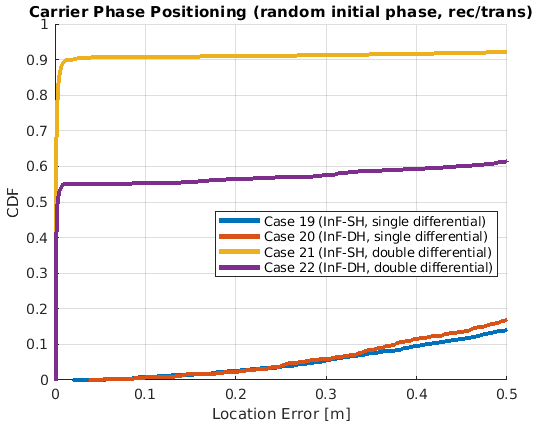 Carrier Phase Positioning (random initial phase, rec/trans)
1
0.9
0.8
0.7
0.6
0.5
0.4
0.3
0.2
0.1
0
CDF
Case 19 (InF-SH, single differential)
Case 20 (InF-DH, single differential)
Case 21 (InF-SH, double differential)
Case 22 (InF-DH, double differential)
0 0.1 0.2 0.3 0.4 0.5
Location Error [m]